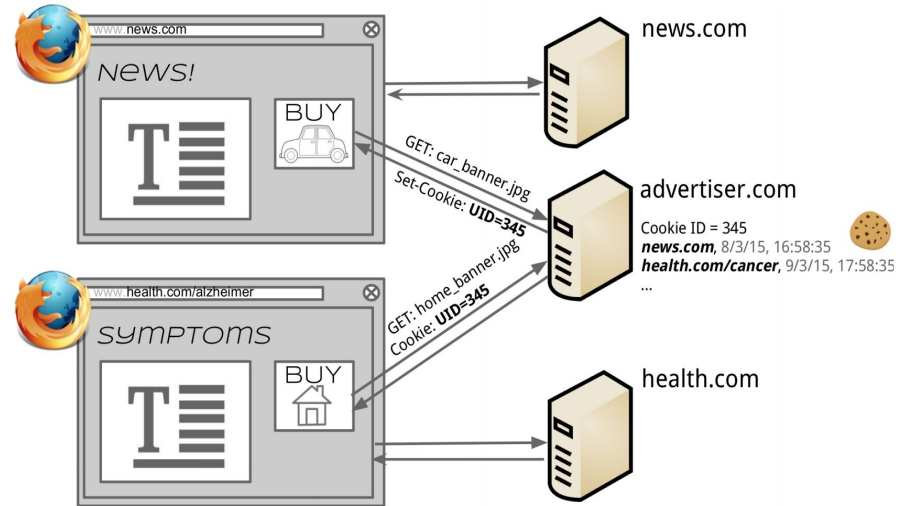 www.news.com
News!
BUY
news.com
GET: car_banner.jpg
Set-Cookie: UID=345
advertiser.com
Cookie ID = 345
news.com, 8/3/15, 16:58:35
health.com/cancer, 9/3/15, 17:58:35
...
GET: home_banner.jpg
Cookie: UID=345
www.health.com/alzheimer
SYMPTOMS
BUY
health.com